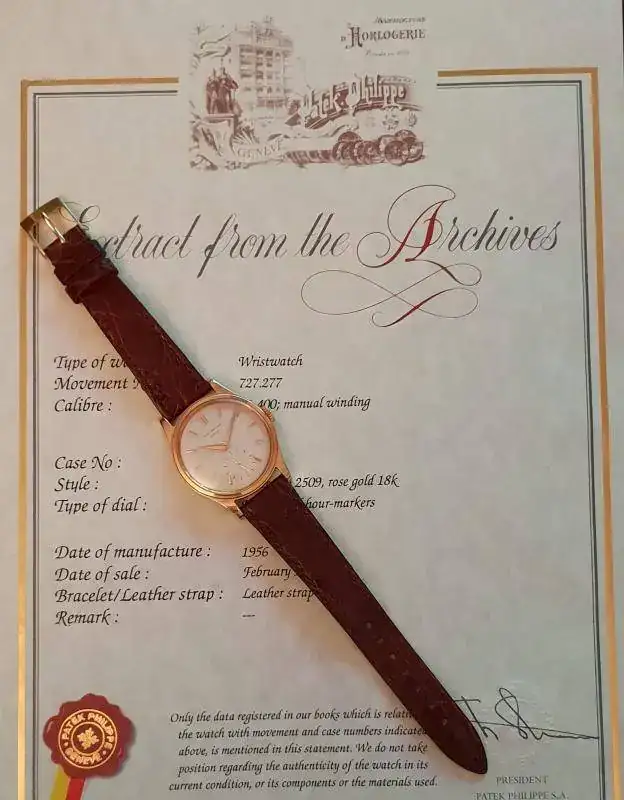 D'HORLOGERIE
Patek Philippe
GENÈVE
Extract from the Archives
Type of w
Wristwatch
Movement N
727.277
Calibre :
400; manual winding
Case No :
Style :
2509, rose gold 18k
Type of dial :
hour-markers
Date of manufacture :
1956
Date of sale :
February
Bracelet/Leather strap :
Leather strap
Remark :
---
PATEK PHILIPPE
GENEVE
Only the data registered in our books which is relati
the watch with movement and case numbers indicated
above, is mentioned in this statement. We do not take
position regarding the authenticity of the watch in its
current condition, or its components or the materials used.
PRESIDENT
PATEK PHILIPPE S.A.